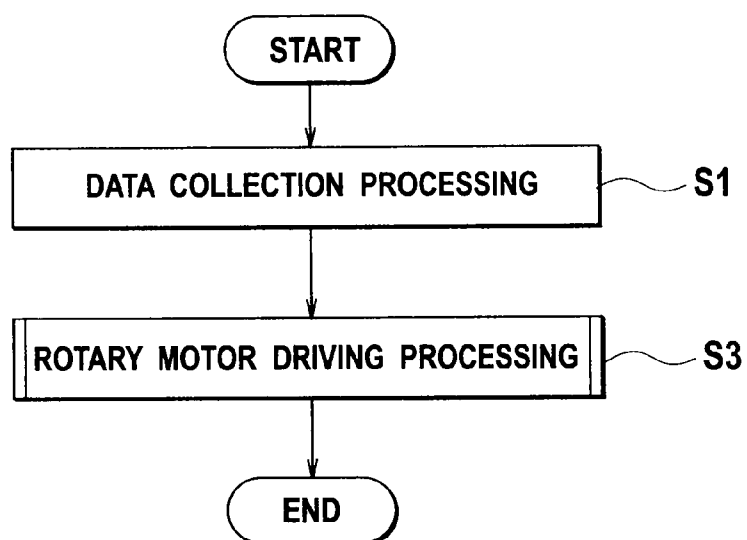 START
DATA COLLECTION PROCESSING
S1
ROTARY MOTOR DRIVING PROCESSING
S3
END